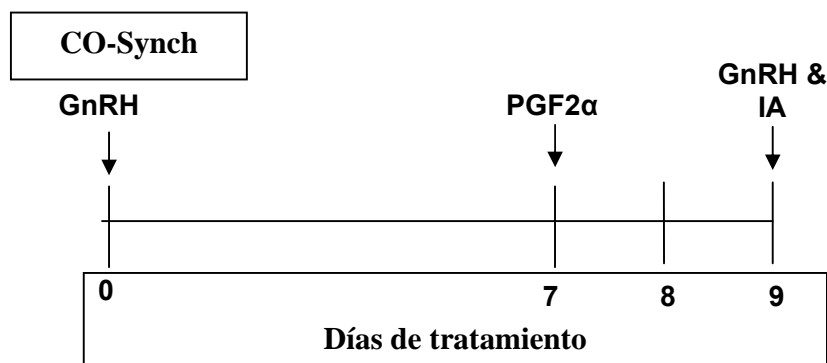 CO-Synch
GnRH
PGF2α
GnRH &
IA
0
7
8
9
Días de tratamiento